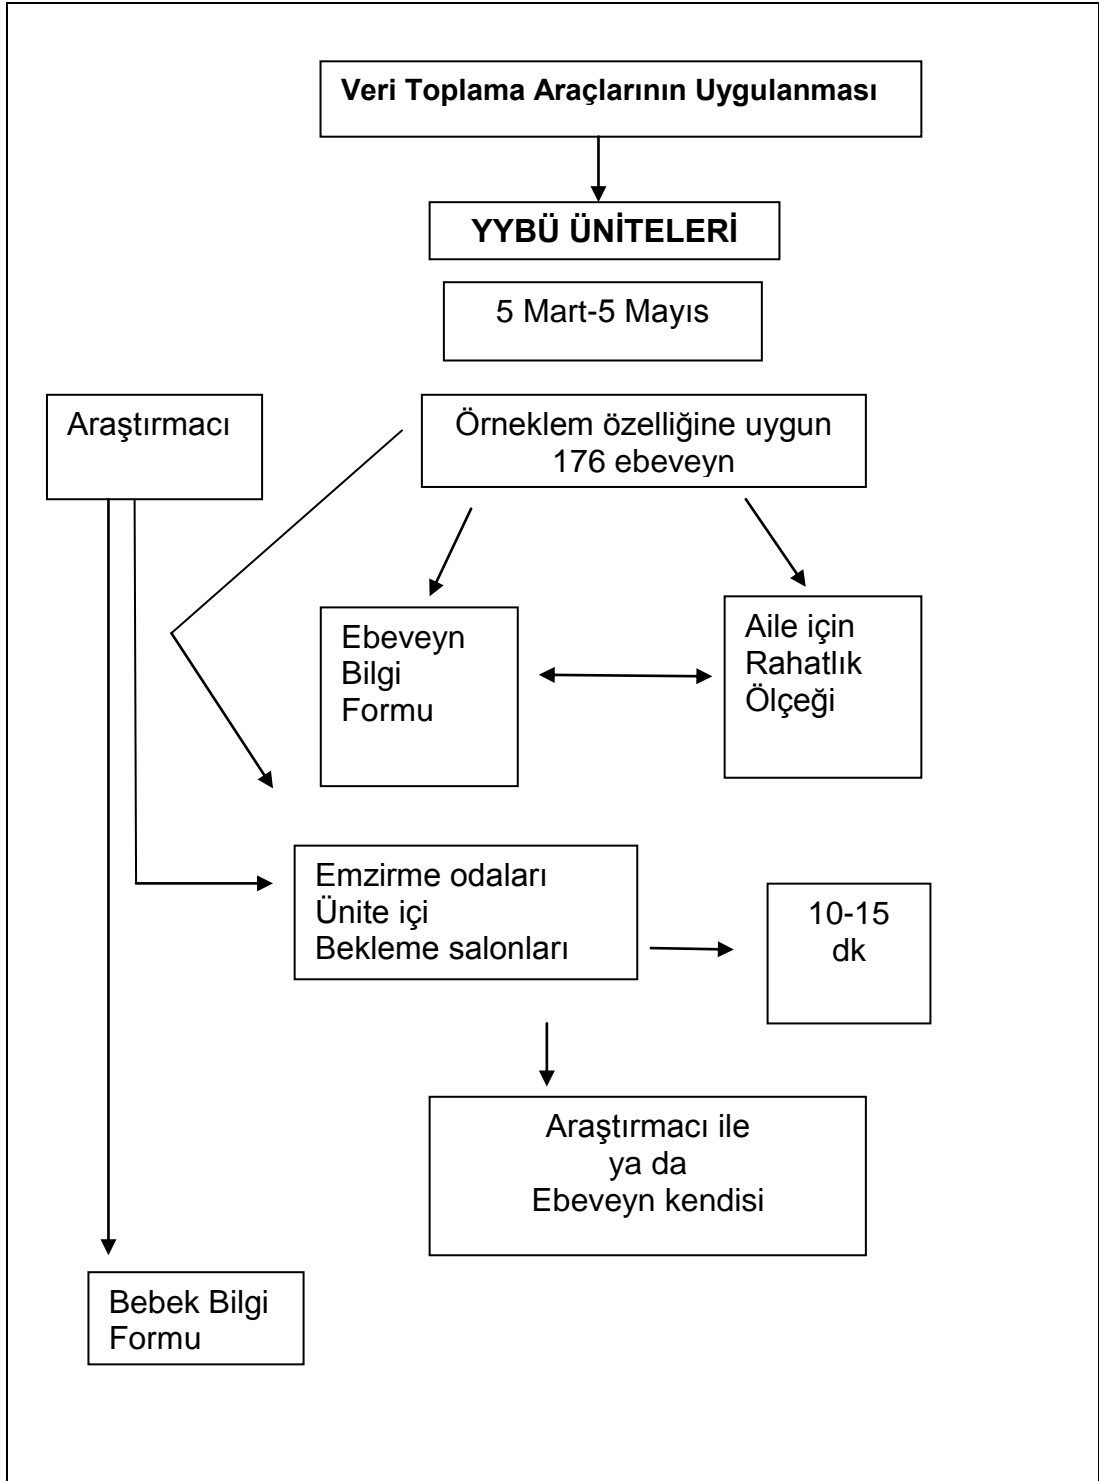 Veri Toplama Araçlarının Uygulanması
YYBÜ ÜNİTELERİ
5 Mart-5 Mayıs
Araştırmacı
Örneklem özelliğine uygun
176 ebeveyn
Ebeveyn
Bilgi
Formu
Aile için
Rahatlık
Ölçeği
Emzirme odaları
Ünite içi
Bekleme salonları
10-15
dk
Araştırmacı ile
ya da
Ebeveyn kendisi
Bebek Bilgi
Formu